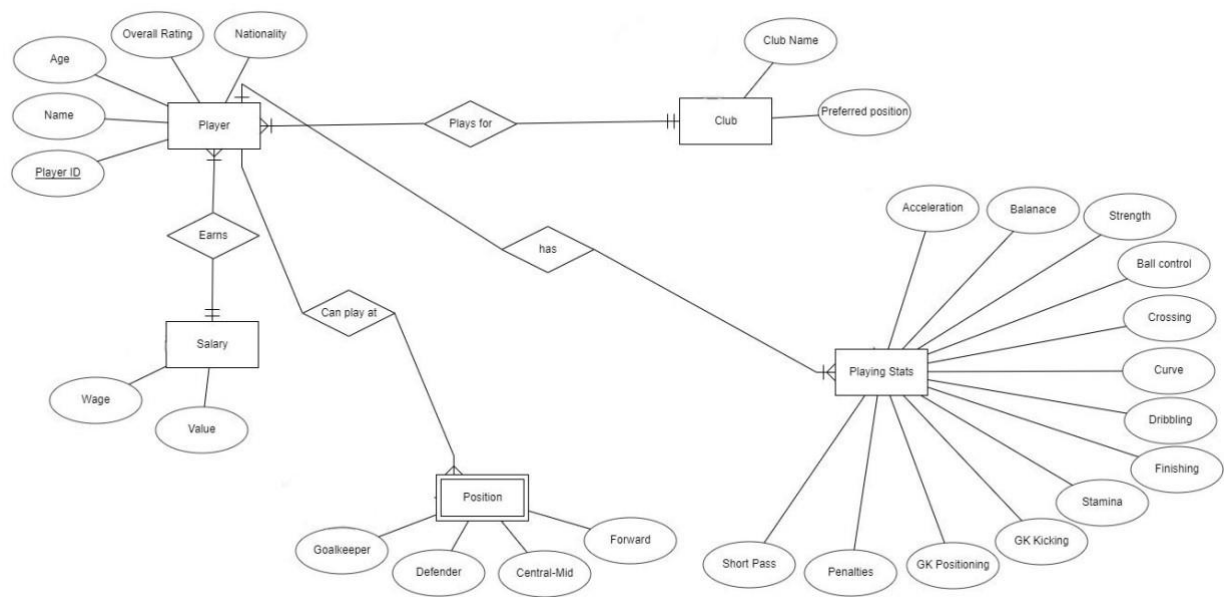 Overall Rating
Nationality
Age
Name
Player ID
Player
Plays for
Club
Club Name
Preferred position
Earns
Salary
Wage
Value
Can play at
has
Position
Goalkeeper
Defender
Central-Mid
Forward
Playing Stats
Acceleration
Balanace
Strength
Ball control
Crossing
Curve
Dribbling
Finishing
Stamina
GK Kicking
GK Positioning
Penalties
Short Pass